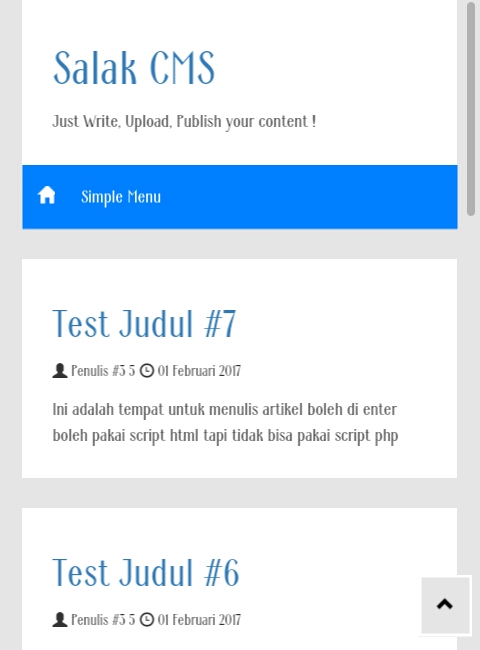 Salak CMS
Just Write, Upload, Publish your content !
Simple Menu
Test Judul #7
Penulis #3 3 01 Februari 2017
Ini adalah tempat untuk menulis artikel boleh di enter
boleh pakai script html tapi tidak bisa pakai script php
Test Judul #6
Penulis #3 3 01 Februari 2017